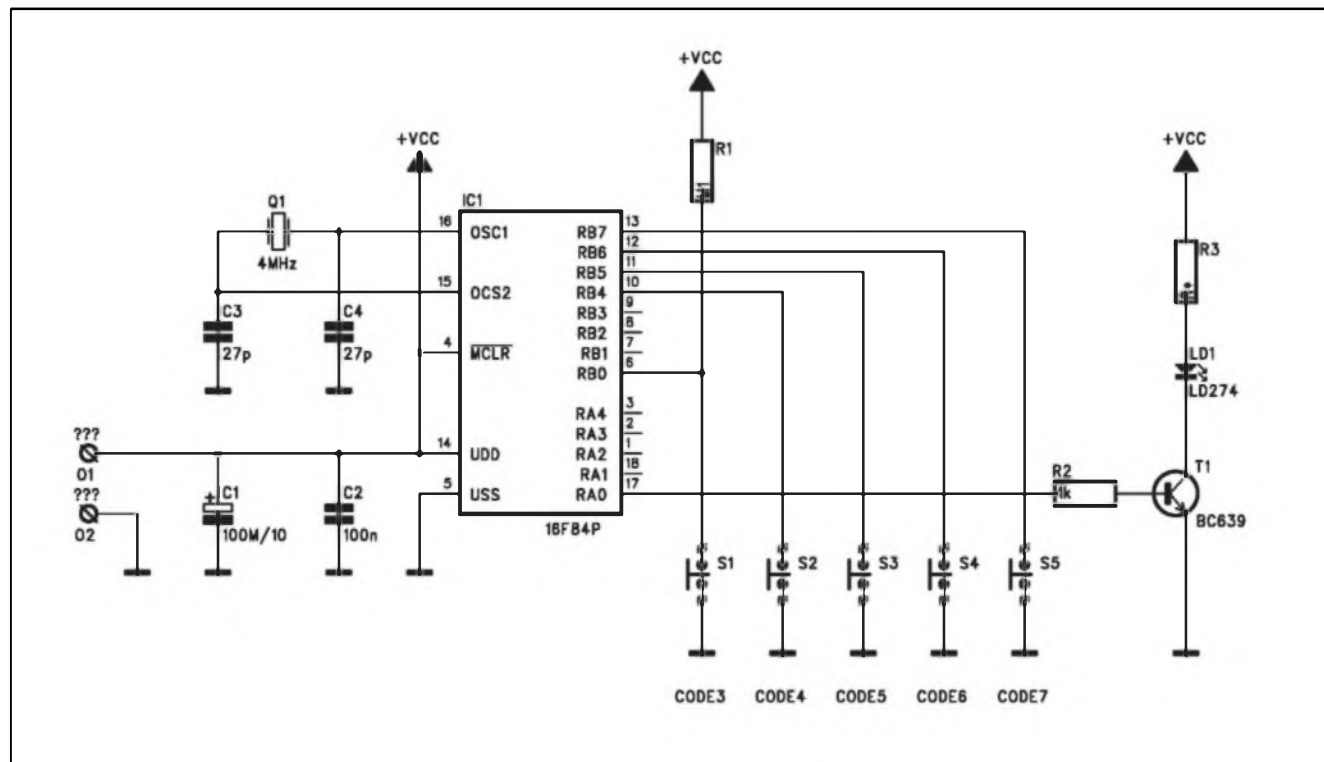 +VCC
R1
+VCC
+VCC
IC1
Q1
4MHz
16
OSC1
15
OCS2
4
MCLR
14
UDD
5
USS
16F84P
RB7
13
RB6
12
RB5
11
RB4
10
RB3
9
RB2
8
RB1
7
RB0
6
RA4
3
RA3
2
RA2
1
RA1
18
RA0
17
C3
27p
C4
27p
???
O1
???
O2
C1
+
100M/10
C2
100n
R3
LD1
LD274
R2
1k
T1
BC639
S1
S2
S3
S4
S5
CODE3
CODE4
CODE5
CODE6
CODE7